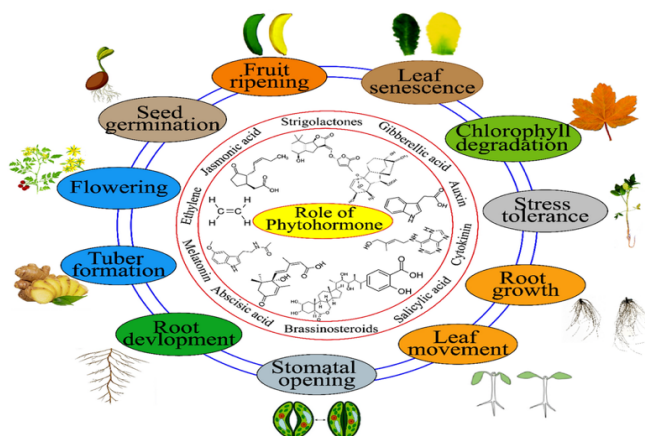 Fruit
ripening
Leaf
senescence
Seed
germination
Chlorophyll
degradation
Flowering
Stress
tolerance
Tuber
formation
Root
growth
Root
devlopment
Leaf
movement
Stomatal
opening
Strigolactones
Jasmonic acid
Gibberellic acid
Ethylene
Auxin
Role of
Phytohormone
Melatonin
Cytokinin
Abscisic acid
Salicylic acid
Brassinosteroids